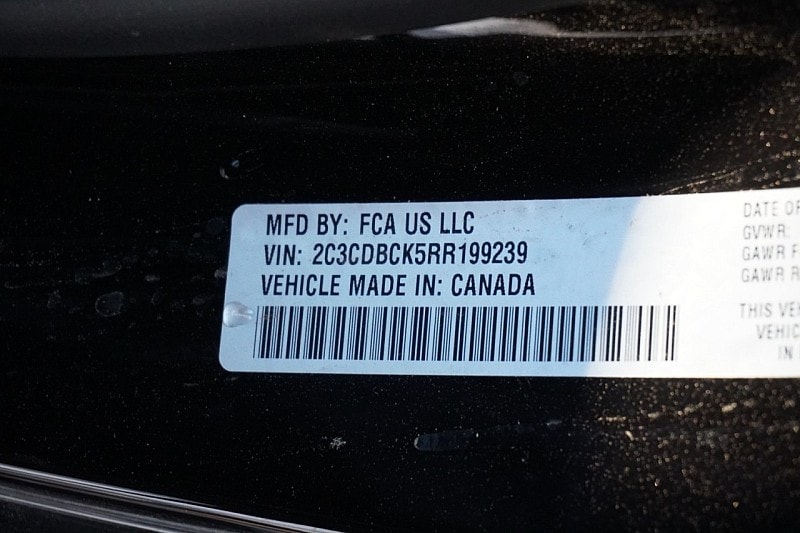 MFD BY: FCA US LLC
VIN: 2C3CDBCK5RR199239
VEHICLE MADE IN: CANADA
DATE OF
GVWR:
GAWR F
GAWR R
THIS VEH
VEHIC
IN